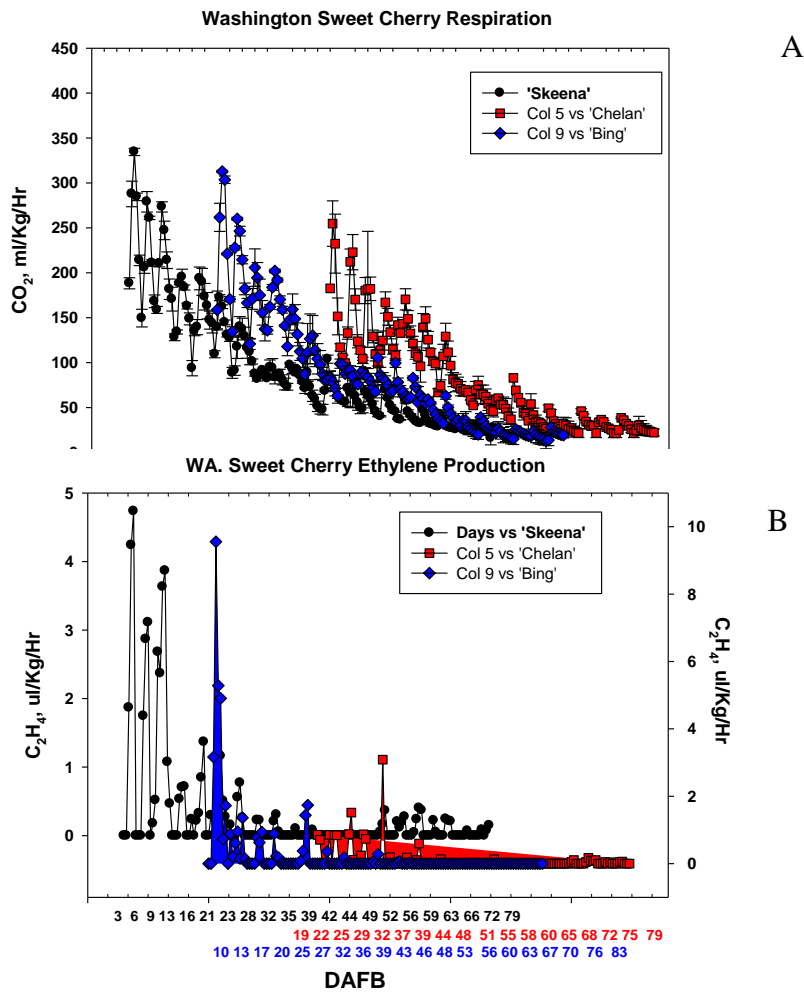 Washington Sweet Cherry Respiration
A
450
400
350
300
250
200
150
100
50
CO2, ml/Kg/Hr
'Skeena'
Col 5 vs 'Chelan'
Col 9 vs 'Bing'
WA. Sweet Cherry Ethylene Production
B
5
4
3
2
1
0
C2H4, ul/Kg/Hr
Days vs 'Skeena'
Col 5 vs 'Chelan'
Col 9 vs 'Bing'
10
8
6
4
2
0
C2H4, ul/Kg/Hr
3 6 9 13 16 21 23 28 32 35 39 42 44 49 52 56 59 63 66 72 79
19 22 25 29 32 37 39 44 48 51 55 58 60 65 68 72 75 79
10 13 17 20 25 27 32 36 39 43 46 48 53 56 60 63 67 70 76 83
DAFB